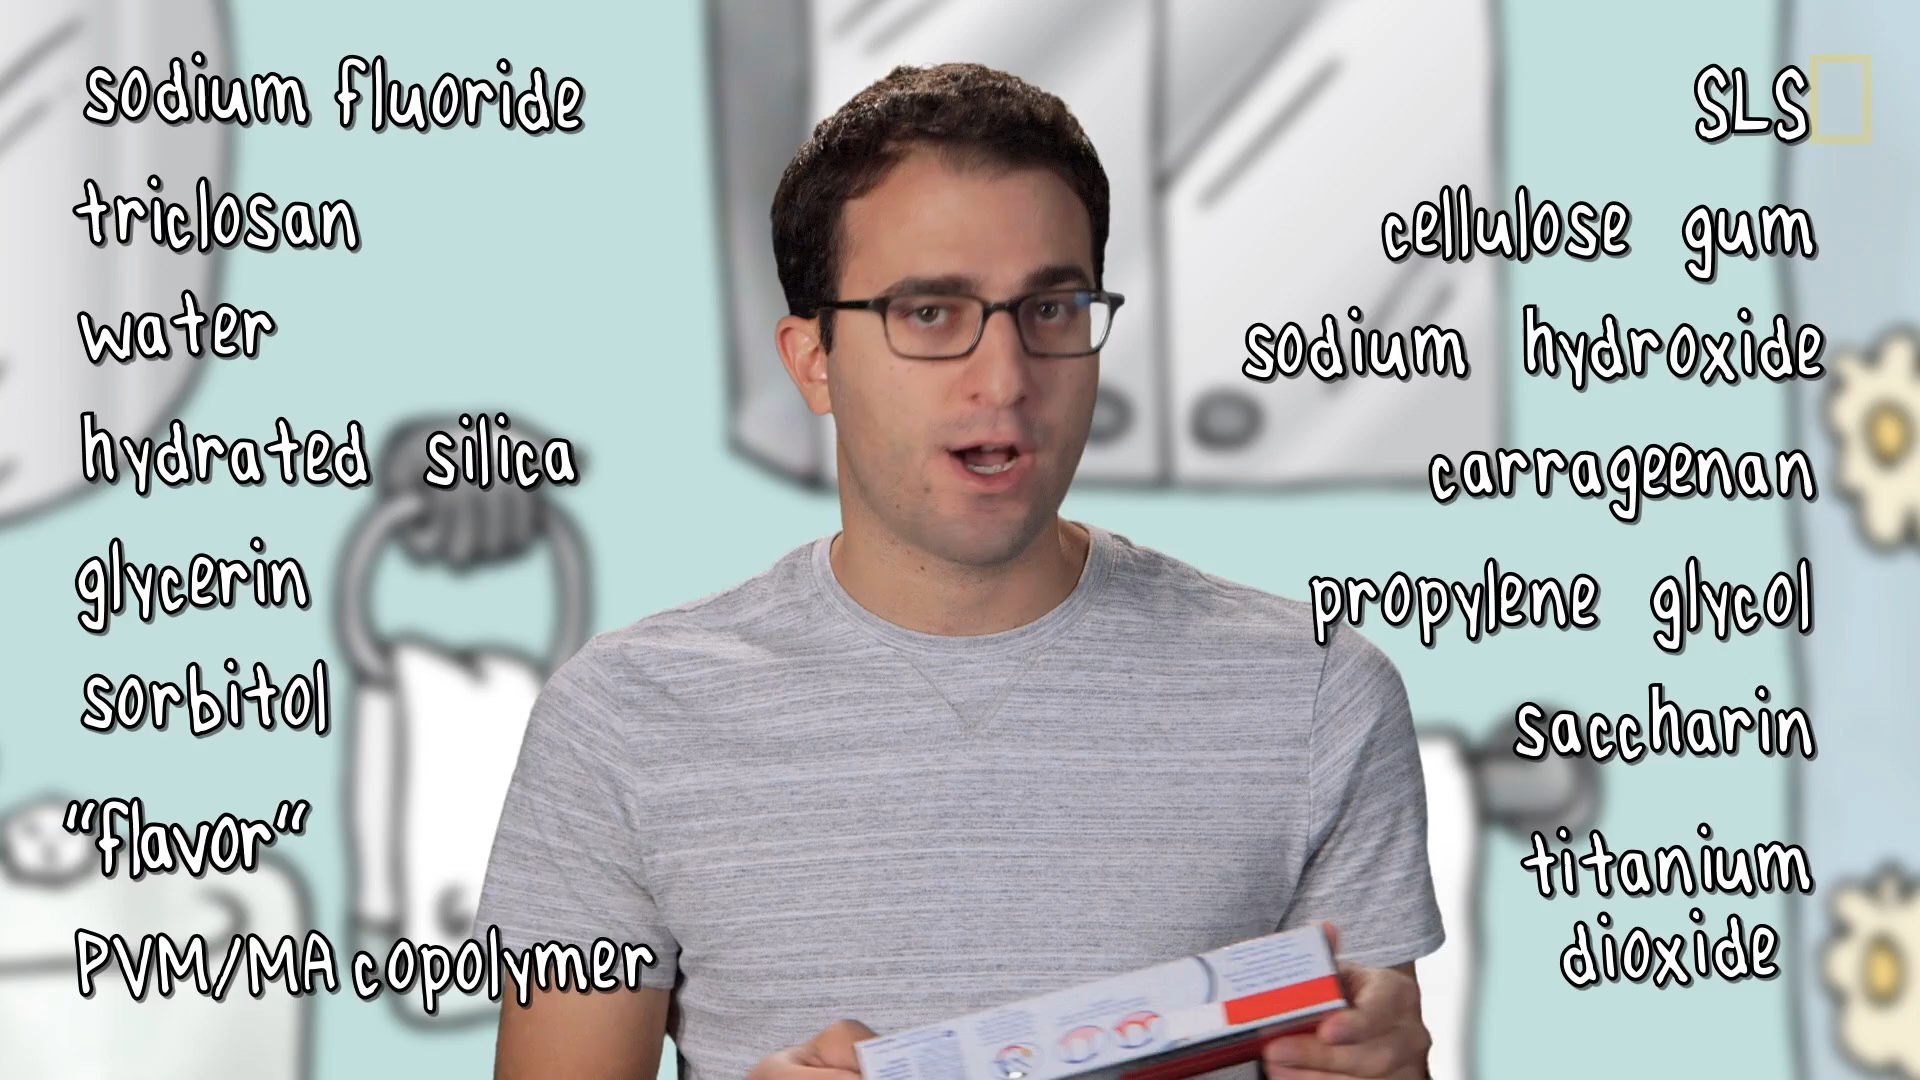 sodium fluoride
triclosan
water
hydrated silica
glycerin
sorbitol
"flavor"
PVM/MA copolymer
SLS
cellulose gum
sodium hydroxide
carrageenan
propylene glycol
saccharin
titanium
dioxide